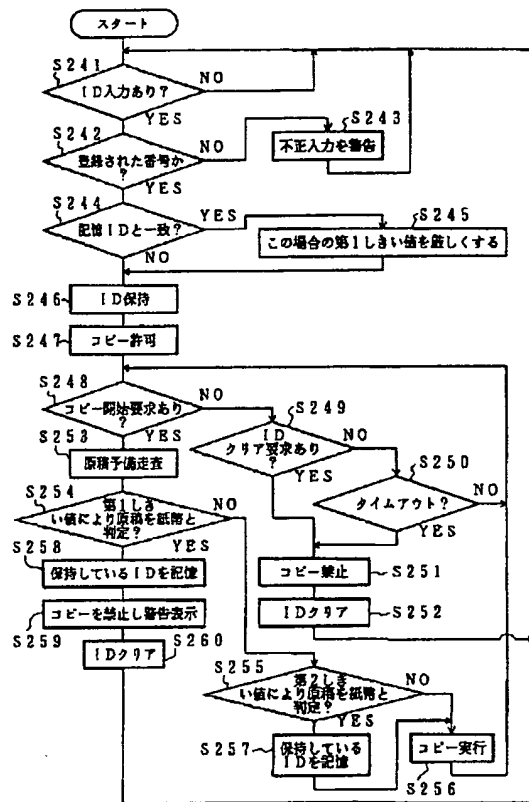 スタート
S241
ID入力あり?
NO
YES
S242
登録された番号か
?
NO
YES
S243
不正入力を警告
S244
記憶IDと一致?
YES
NO
S245
この場合の第1しきい値を厳しくする
S246
ID保持
S247
コピー許可
S248
コピー開始要求あり
?
NO
YES
S249
ID
クリア要求あり
?
NO
YES
S250
タイムアウト?
NO
YES
S253
原稿予備走査
S254
第1しき
い値により原稿を紙幣と
判定?
NO
YES
S251
コピー禁止
S252
IDクリア
S258
保持しているIDを記憶
S259
コピーを禁止し警告表示
S260
IDクリア
S255
第2しき
い値により原稿を紙幣と
判定?
NO
YES
S257
保持している
IDを記憶
コピー実行
S256